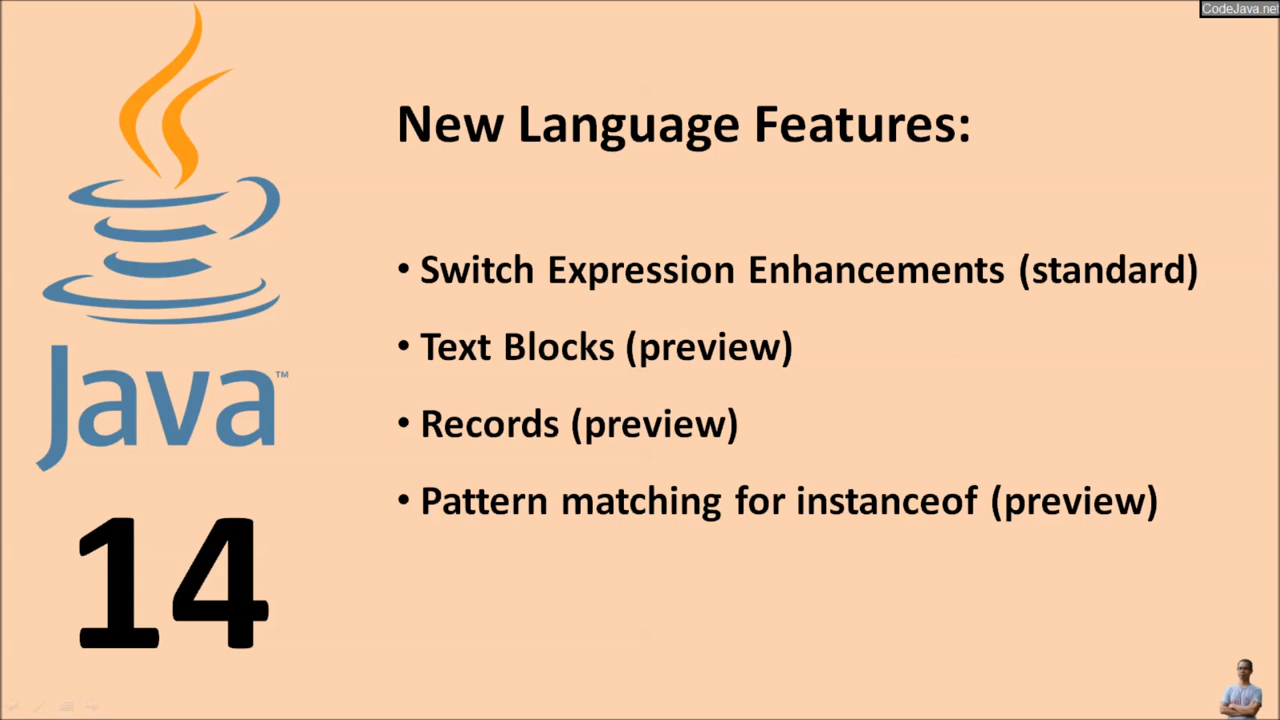 CodeJava.net
New Language Features:
• Switch Expression Enhancements (standard)
• Text Blocks (preview)
• Records (preview)
• Pattern matching for instanceof (preview)
Java™
14